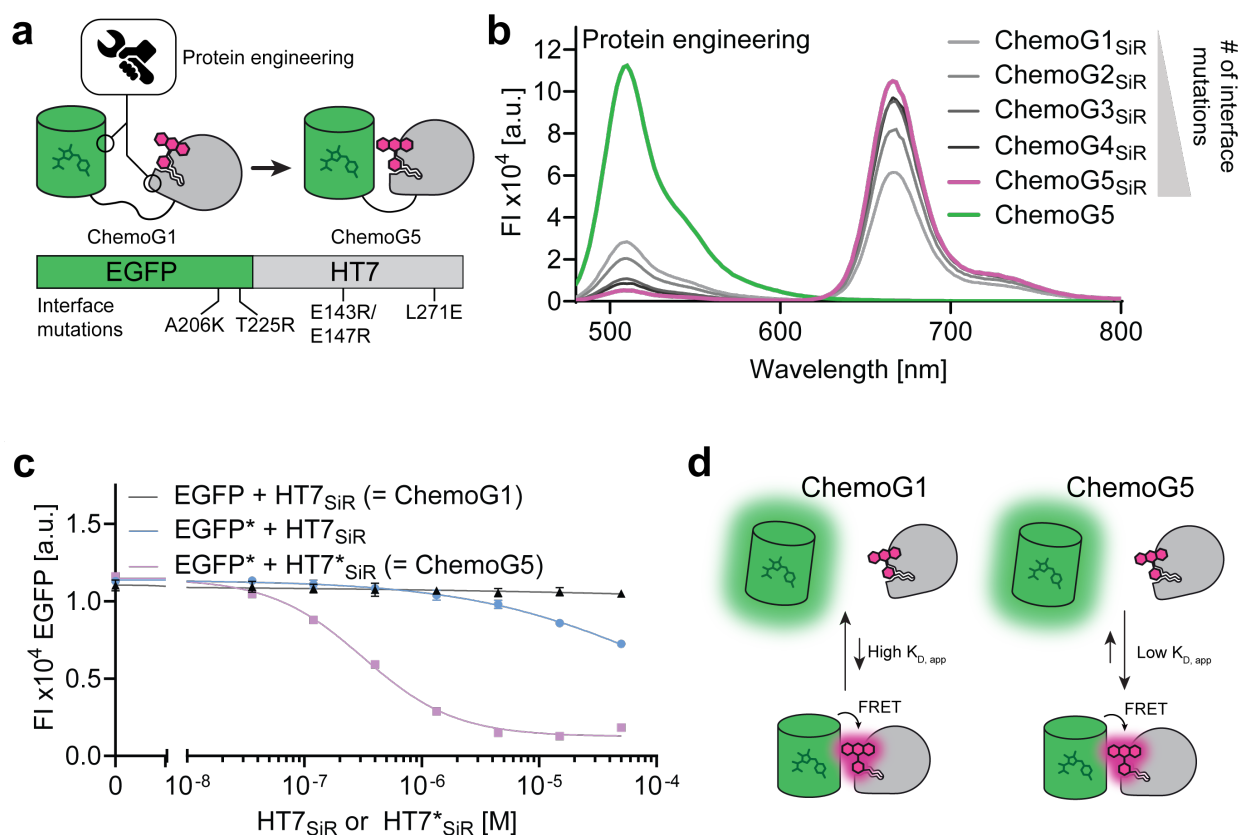 a
Protein engineering
ChemoG1
ChemoG5
EGFP
HT7
Interface
mutations
A206K
T225R
E143R/
E147R
L271E
b
Protein engineering
12
10
8
6
4
2
0
FI x10⁴ [a.u.]
500
600
700
800
Wavelength [nm]
ChemoG1SiR
ChemoG2SiR
ChemoG3SiR
ChemoG4SiR
ChemoG5SiR
ChemoG5
# of interface
mutations
c
EGFP + HT7SiR (= ChemoG1)
EGFP* + HT7SiR
EGFP* + HT7*SiR (= ChemoG5)
1.5
1.0
0.5
0.0
FI x10⁴ EGFP [a.u.]
0
10⁻⁸
10⁻⁷
10⁻⁶
10⁻⁵
10⁻⁴
HT7SiR or HT7*SiR [M]
d
ChemoG1
ChemoG5
High KD, app
Low KD, app
FRET
FRET